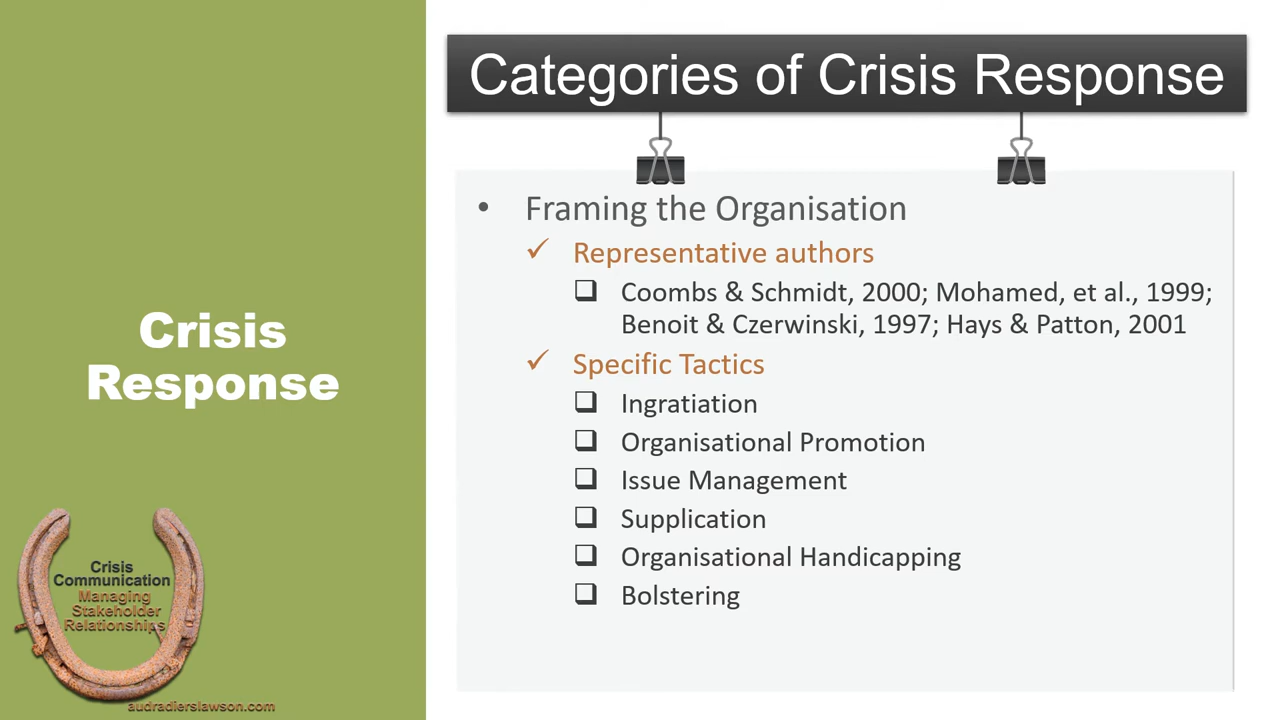 Categories of Crisis Response
• Framing the Organisation
✓ Representative authors
❑ Coombs & Schmidt, 2000; Mohamed, et al., 1999;
Benoit & Czerwinski, 1997; Hays & Patton, 2001
✓ Specific Tactics
❑ Ingratiation
❑ Organisational Promotion
❑ Issue Management
❑ Supplication
❑ Organisational Handicapping
❑ Bolstering
Crisis
Response
Crisis
Communication
Managing
Stakeholder
Relationships
audradierslawson.com